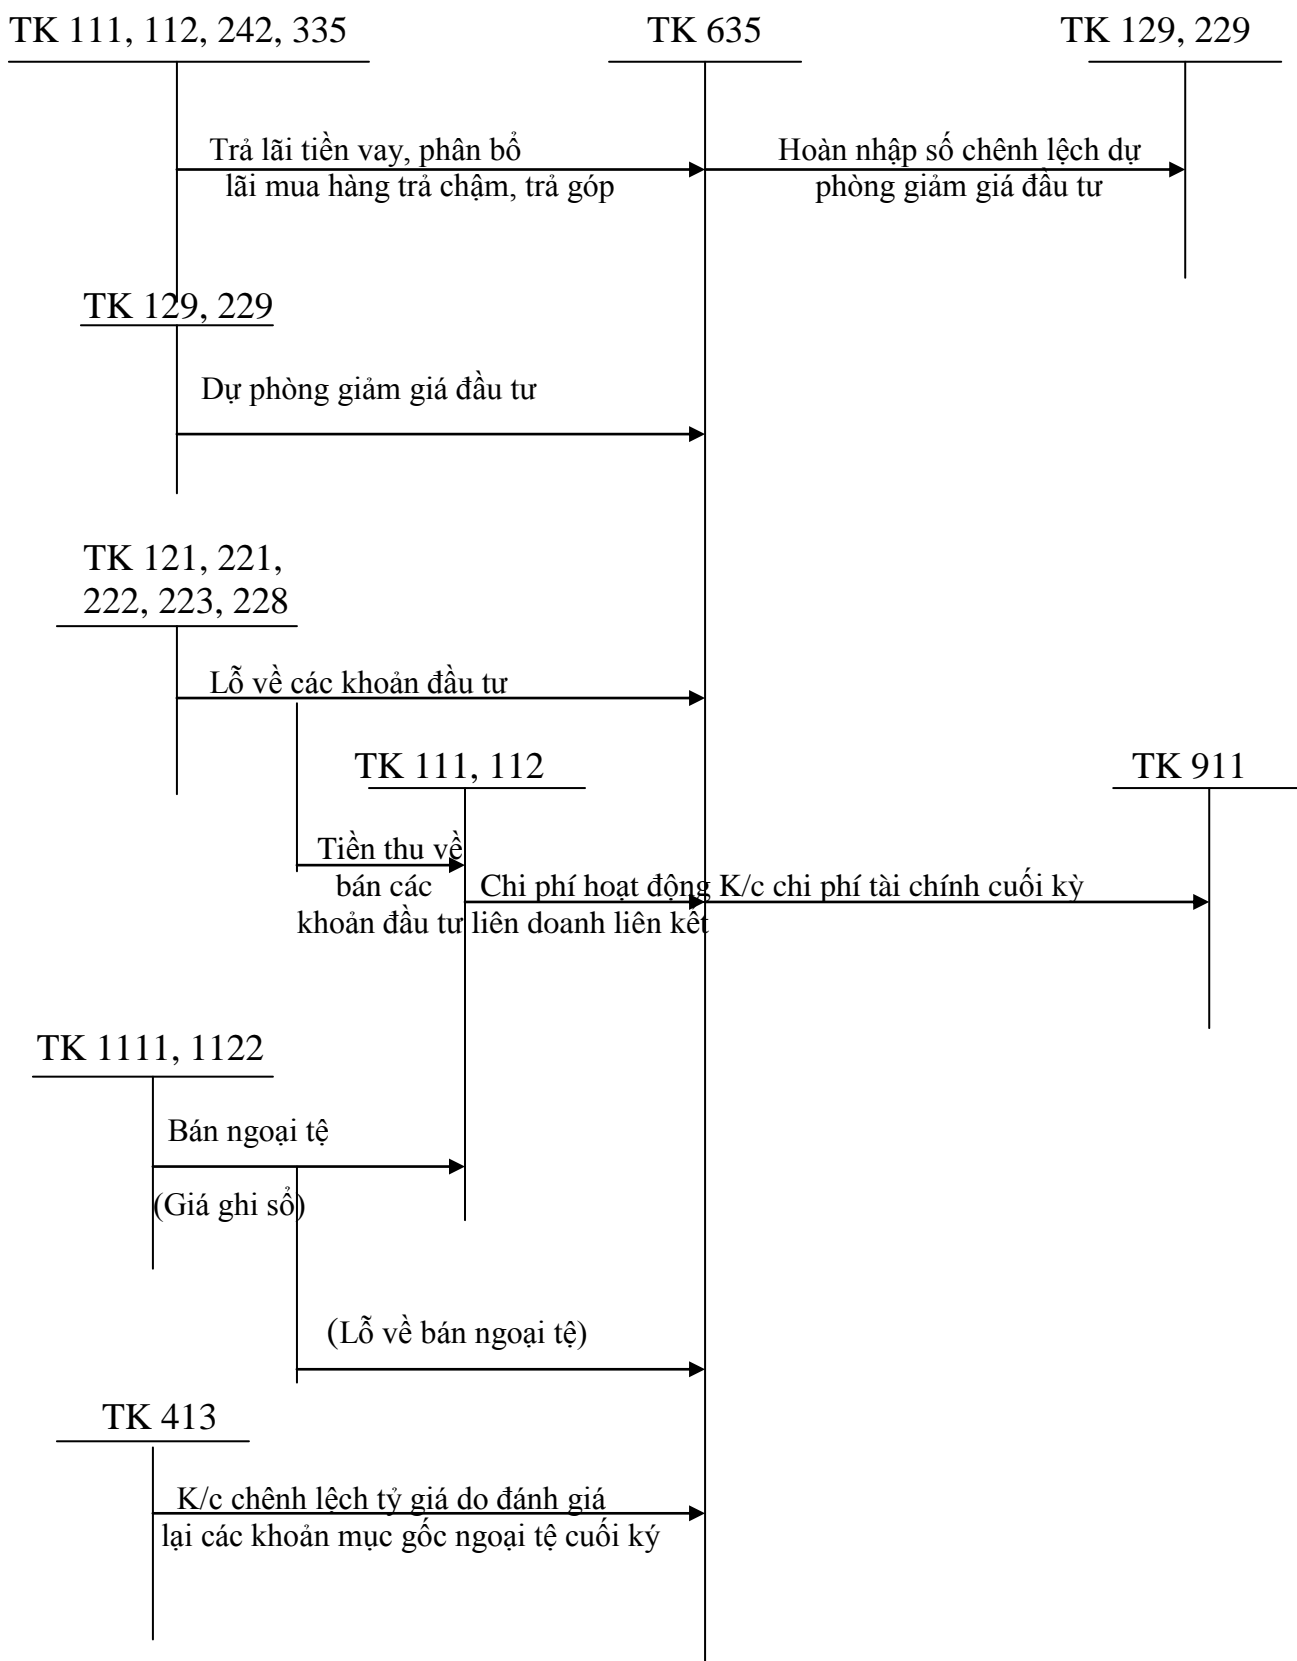 TK 111, 112, 242, 335
TK 635
TK 129, 229
Trả lãi tiền vay, phân bổ
lãi mua hàng trả chậm, trả góp
Hoàn nhập số chênh lệch dự
phòng giảm giá đầu tư
TK 129, 229
Dự phòng giảm giá đầu tư
TK 121, 221,
222, 223, 228
Lỗ về các khoản đầu tư
TK 111, 112
TK 911
Tiền thu về
bán các
khoản đầu tư
Chi phí hoạt động
liên doanh liên kết
K/c chi phí tài chính cuối kỳ
TK 1111, 1122
Bán ngoại tệ
(Giá ghi sổ)
(Lỗ về bán ngoại tệ)
TK 413
K/c chênh lệch tỷ giá do đánh giá
lại các khoản mục gốc ngoại tệ cuối ký